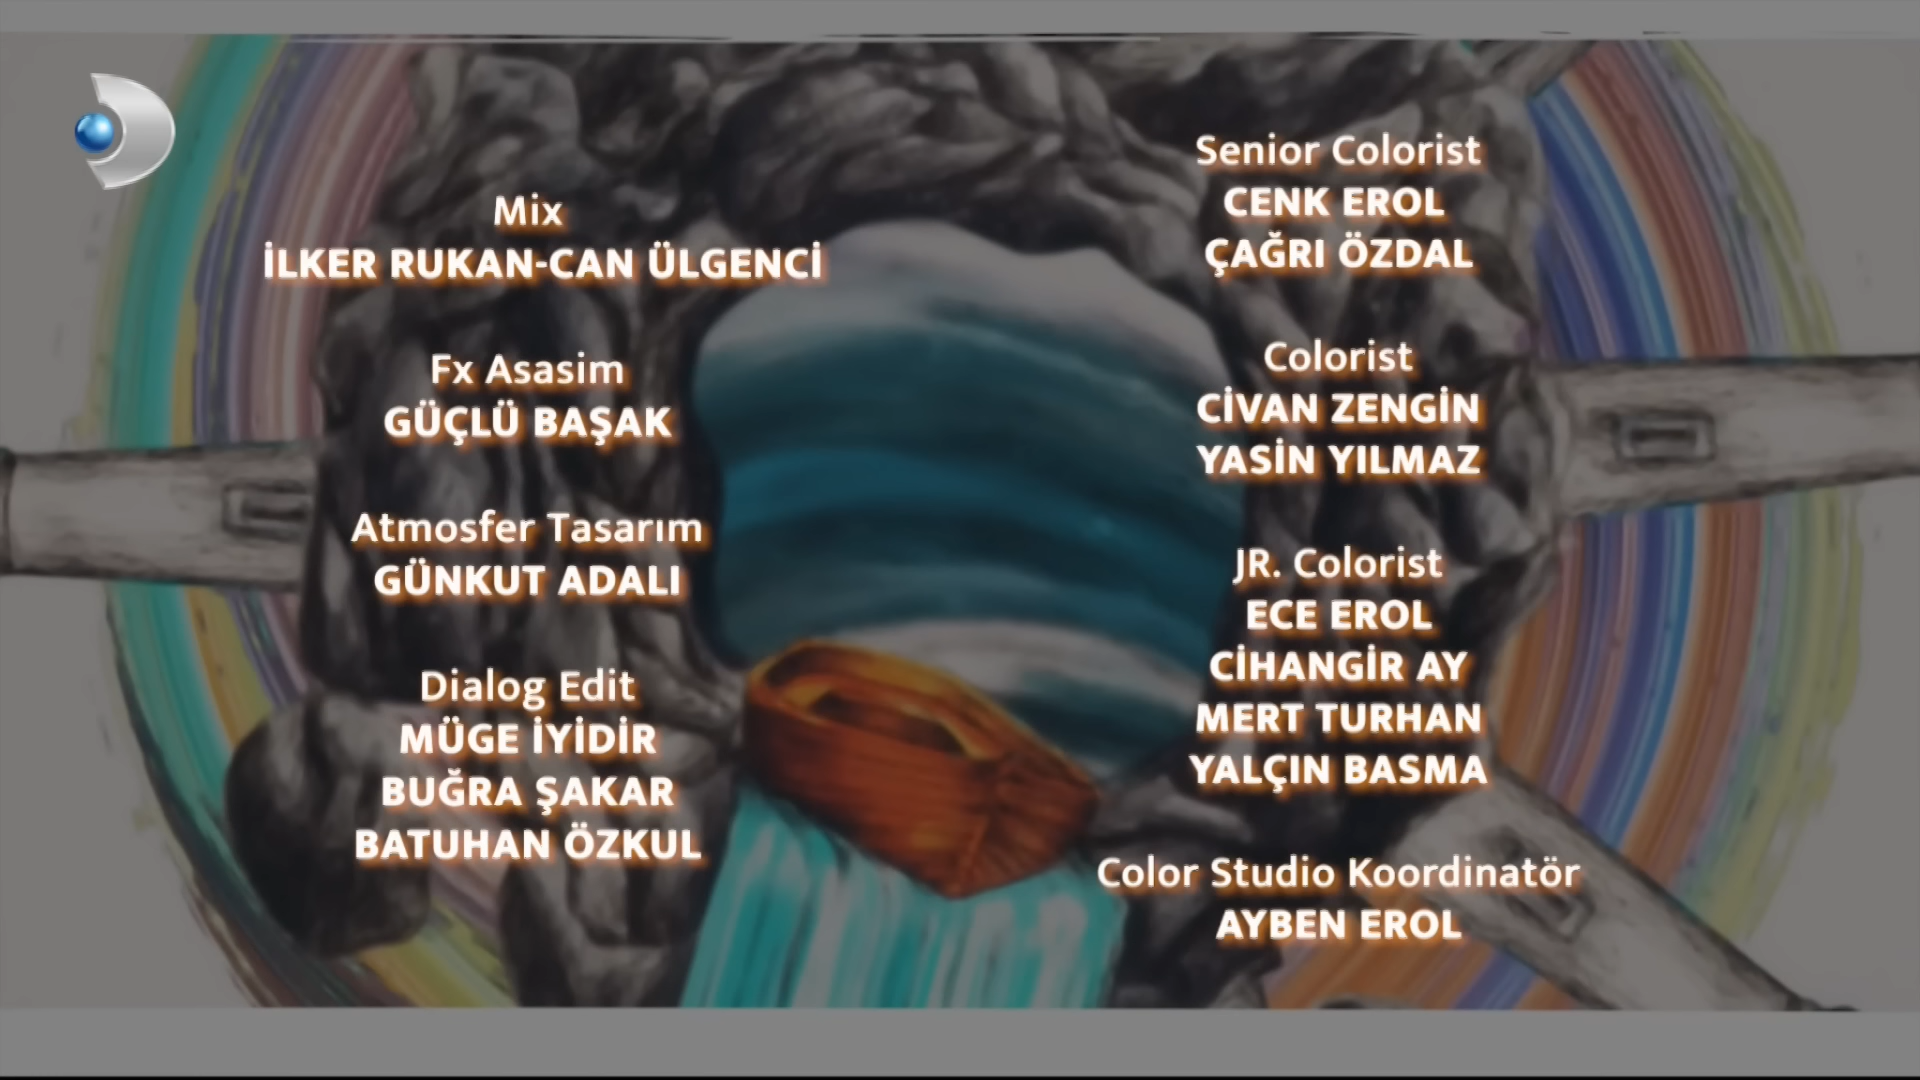 Mix
İLKER RUKAN-CAN ÜLGENCİ
Fx Asasim
GÜÇLÜ BAŞAK
Atmosfer Tasarım
GÜNKUT ADALI
Dialog Edit
MÜGE İYİDİR
BUĞRA ŞAKAR
BATUHAN ÖZKUL
Senior Colorist
CENK EROL
ÇAĞRI ÖZDAL
Colorist
CİVAN ZENGİN
YASİN YILMAZ
JR. Colorist
ECE EROL
CİHANGİR AY
MERT TURHAN
YALÇIN BASMA
Color Studio Koordinatör
AYBEN EROL